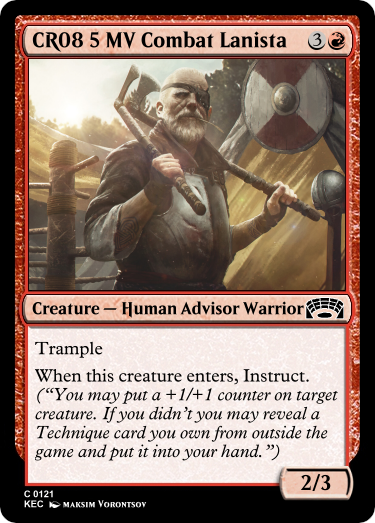 CR08 5 MV Combat Lanista 3
Creature — Human Advisor Warrior
Trample
When this creature enters, Instruct.
(“You may put a +1/+1 counter on target
creature. If you didn’t you may reveal a
Technique card you own from outside the
game and put it into your hand.”)
2/3
C 0121
KEC MAKSIM VORONTSOV